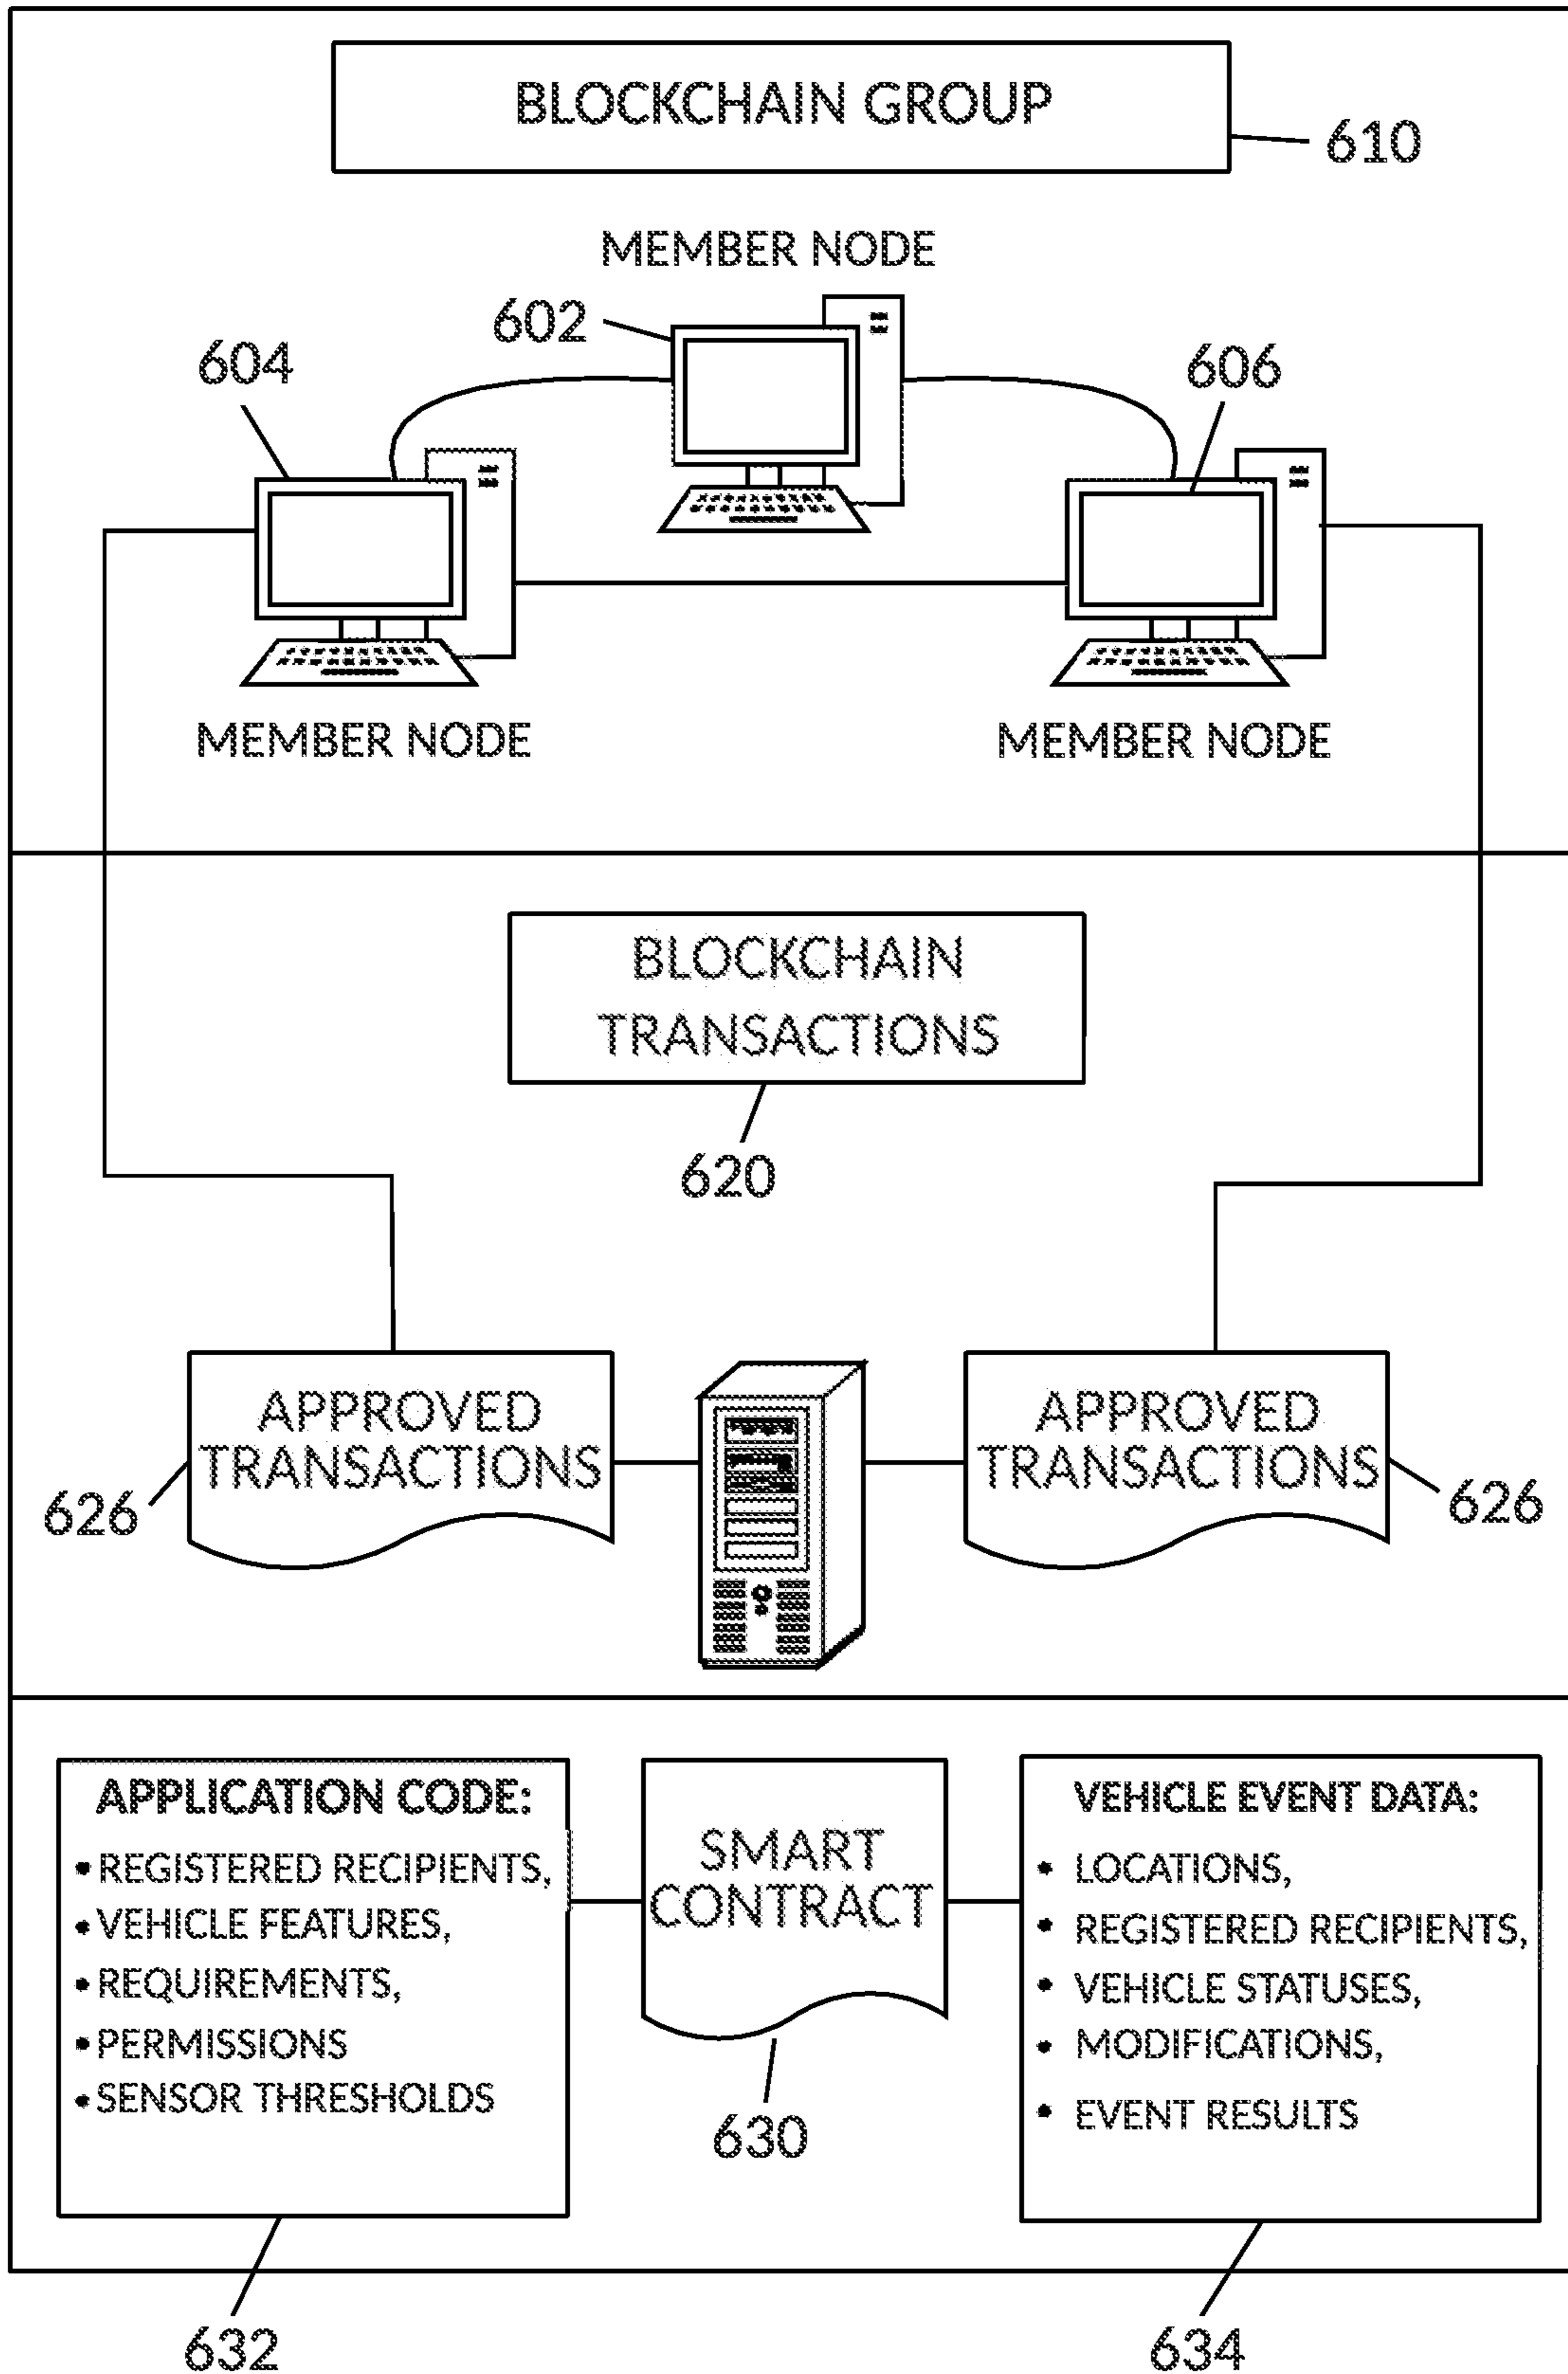 BLOCKCHAIN GROUP
610
MEMBER NODE
602
604
606
MEMBER NODE
MEMBER NODE
BLOCKCHAIN
TRANSACTIONS
620
APPROVED
TRANSACTIONS
626
APPROVED
TRANSACTIONS
626
APPLICATION CODE:
• REGISTERED RECIPIENTS,
• VEHICLE FEATURES,
• REQUIREMENTS,
• PERMISSIONS
• SENSOR THRESHOLDS
SMART
CONTRACT
630
VEHICLE EVENT DATA:
• LOCATIONS,
• REGISTERED RECIPIENTS,
• VEHICLE STATUSES,
• MODIFICATIONS,
• EVENT RESULTS
632
634